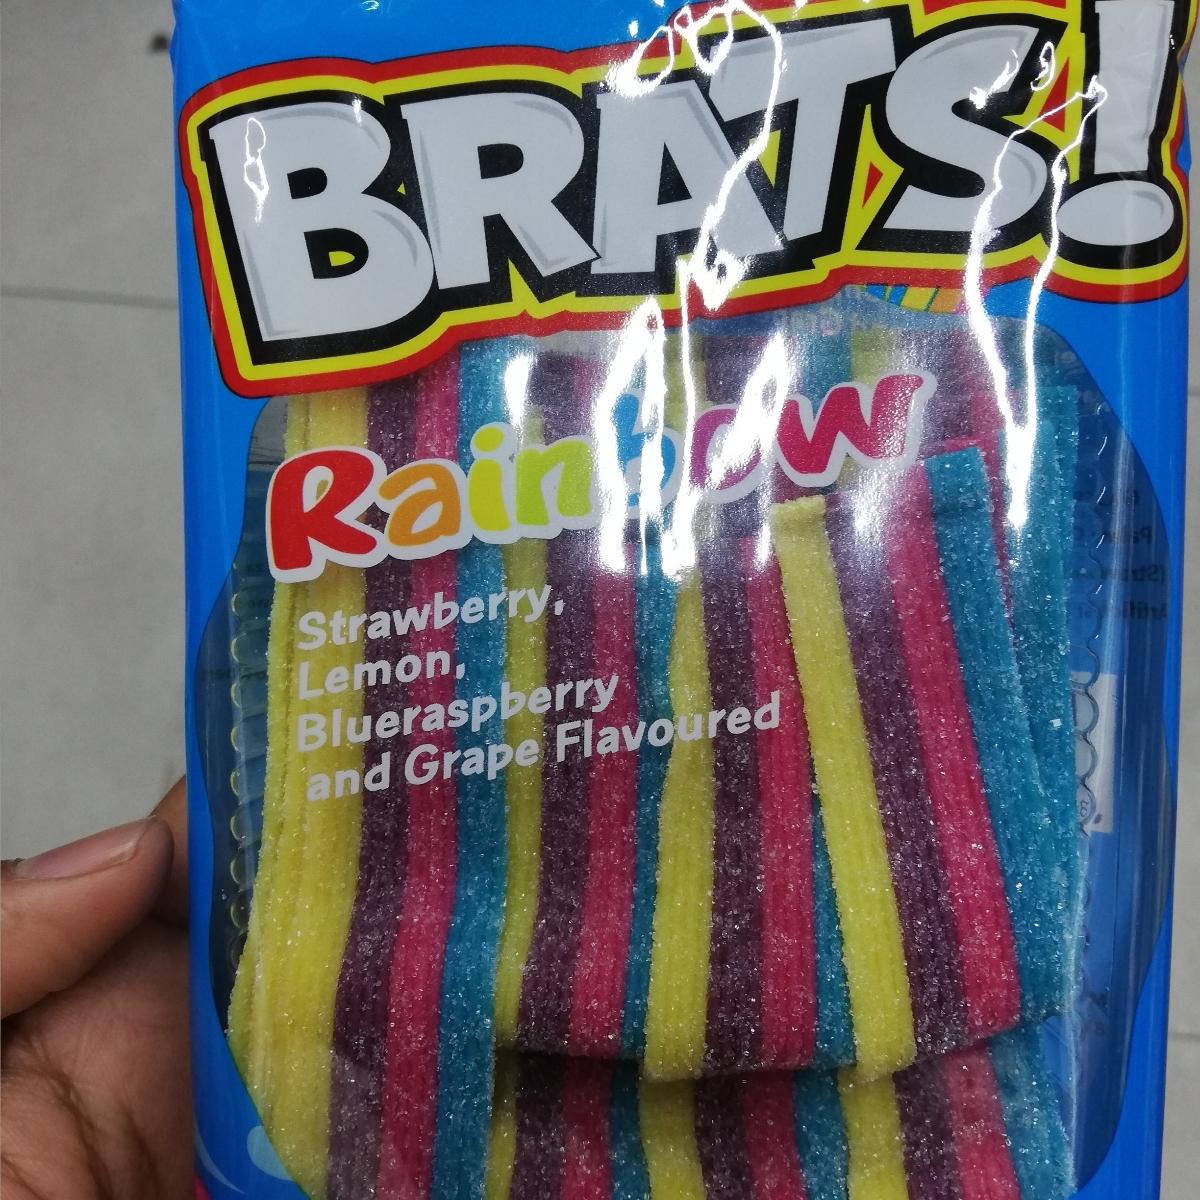 BRATS!
Rainbow
Strawberry,
Lemon,
Blueraspberry
and Grape Flavoured